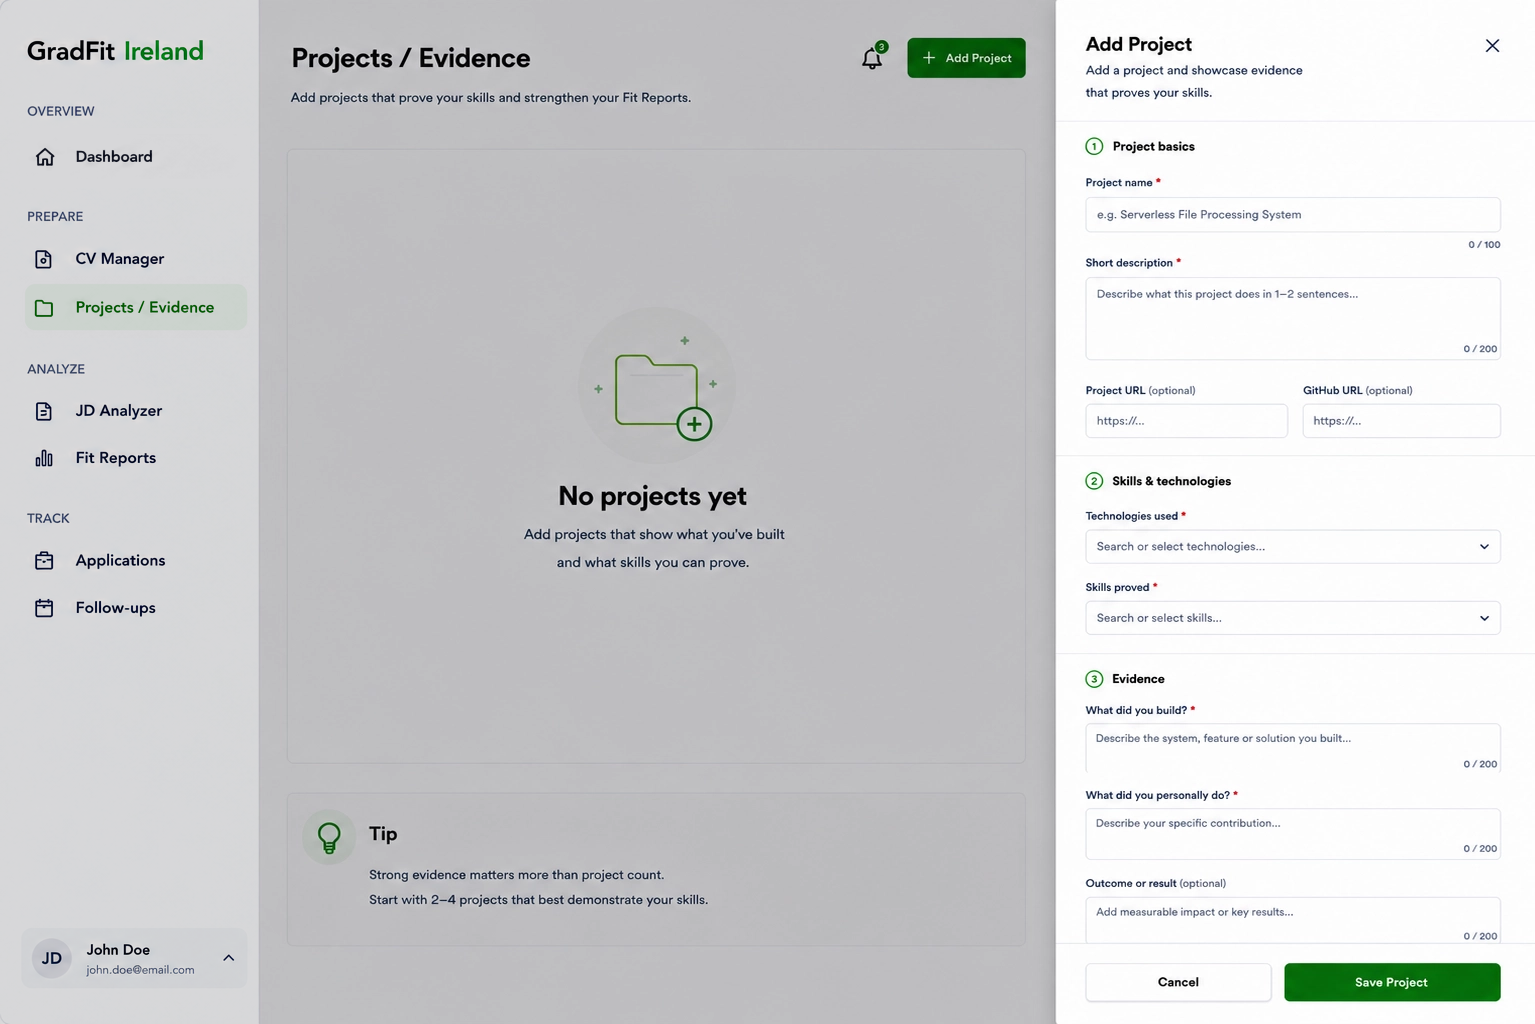 GradFit Ireland
OVERVIEW
Dashboard
PREPARE
CV Manager
Projects / Evidence
ANALYZE
JD Analyzer
Fit Reports
TRACK
Applications
Follow-ups
JD
John Doe
john.doe@email.com
Projects / Evidence
3
+ Add Project
Add projects that prove your skills and strengthen your Fit Reports.
No projects yet
Add projects that show what you've built
and what skills you can prove.
Tip
Strong evidence matters more than project count.
Start with 2–4 projects that best demonstrate your skills.
Add Project
Add a project and showcase evidence
that proves your skills.
1 Project basics
Project name *
e.g. Serverless File Processing System
0 / 100
Short description *
Describe what this project does in 1–2 sentences...
0 / 200
Project URL (optional)
https://...
GitHub URL (optional)
https://...
2 Skills & technologies
Technologies used *
Search or select technologies...
Skills proved *
Search or select skills...
3 Evidence
What did you build? *
Describe the system, feature or solution you built...
0 / 200
What did you personally do? *
Describe your specific contribution...
0 / 200
Outcome or result (optional)
Add measurable impact or key results...
0 / 200
Cancel
Save Project